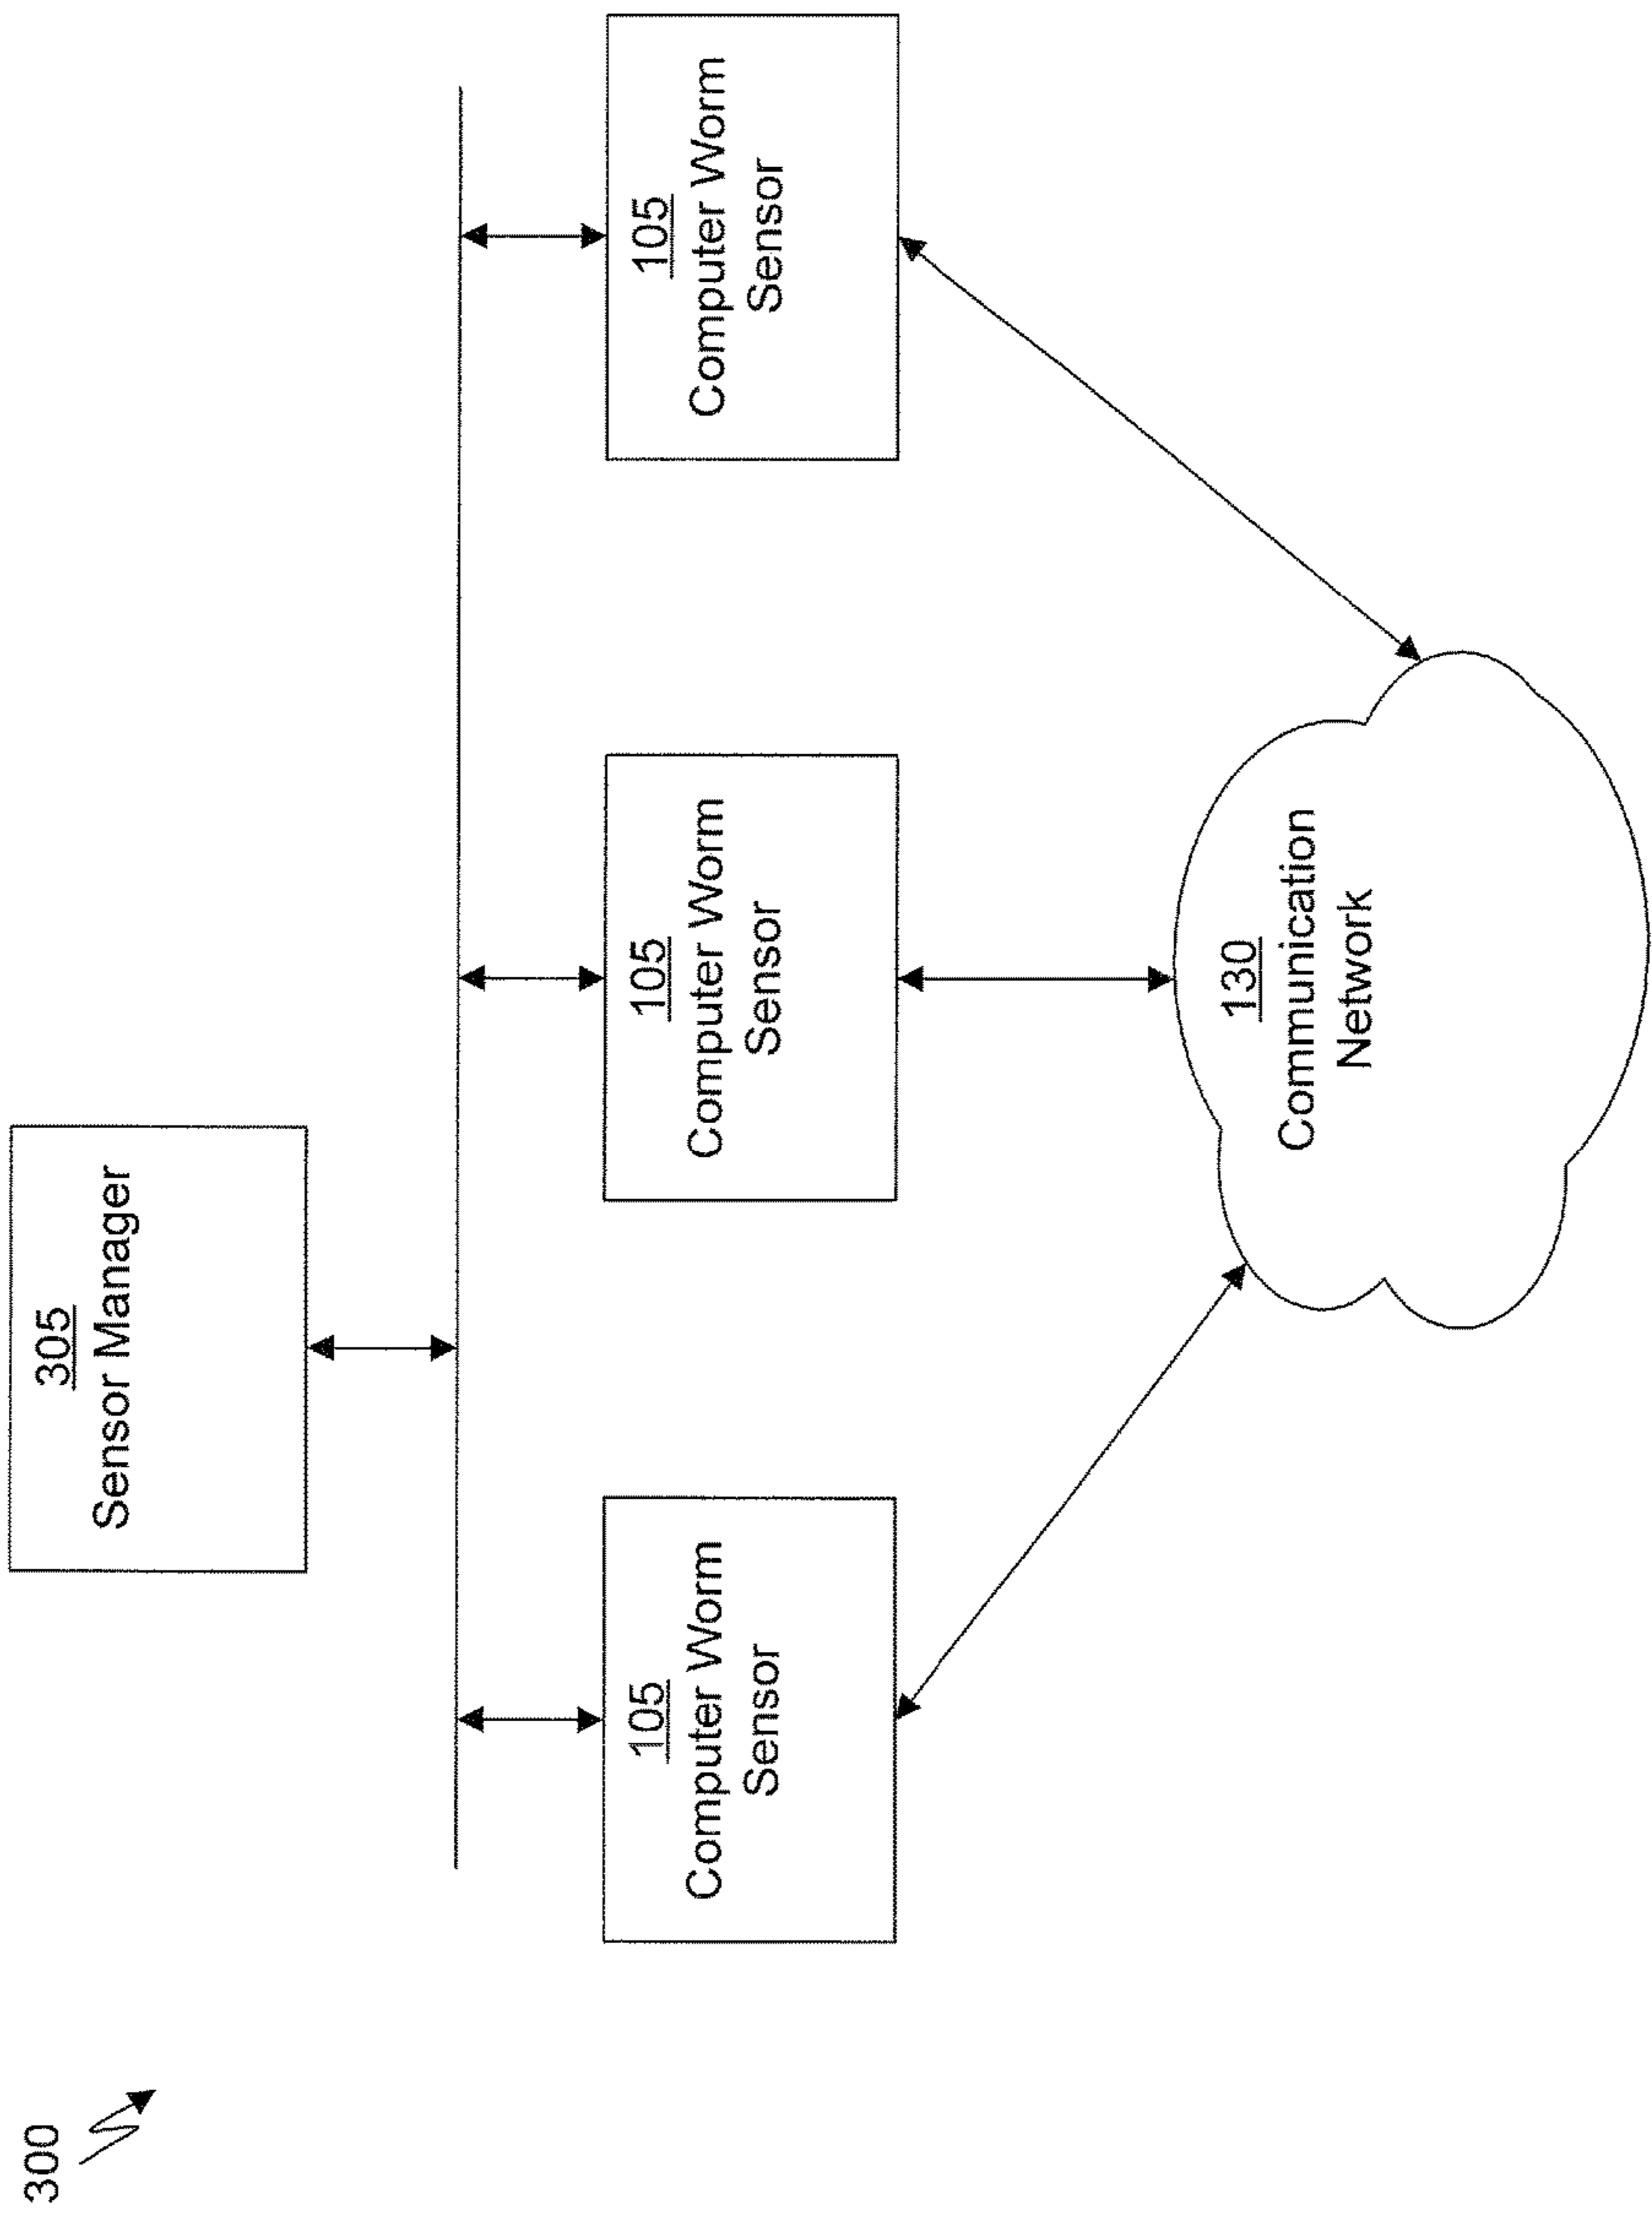 300
305
Sensor Manager
105
Computer Worm
Sensor
105
Computer Worm
Sensor
105
Computer Worm
Sensor
130
Communication
Network